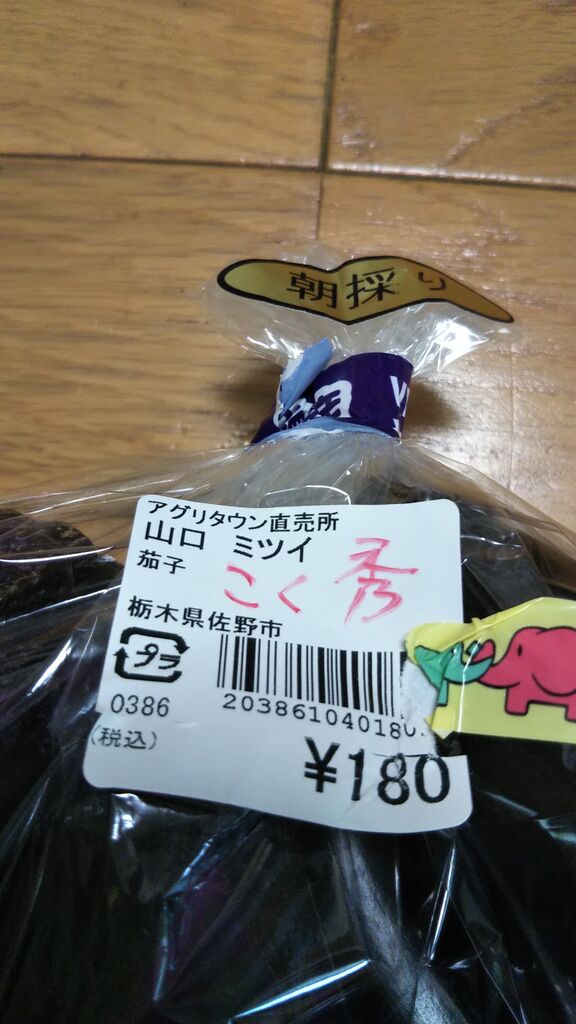 朝採り
アグリタウン直売所
山口 ミツイ
茄子 こく 秀
栃木県佐野市
プラ
0386
(税込)
¥180